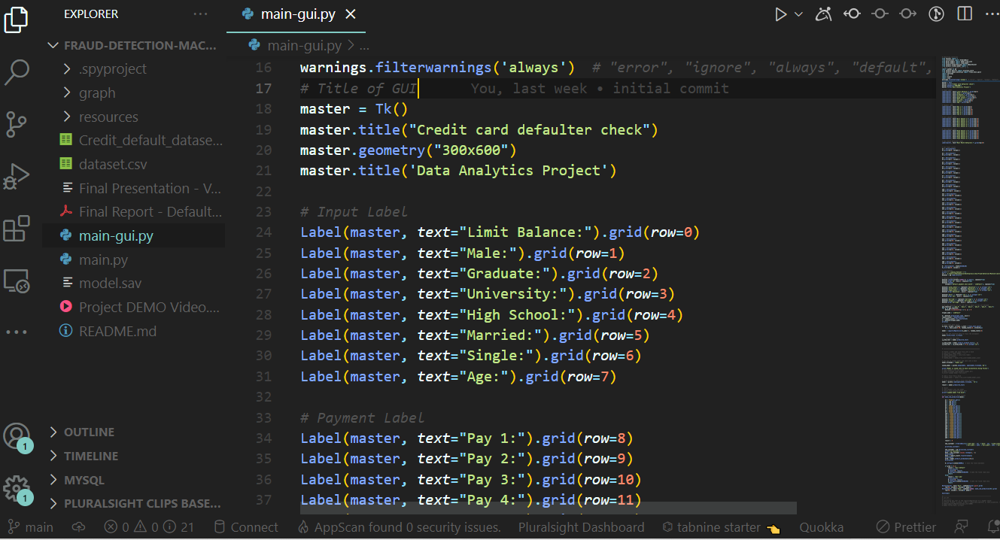 EXPLORER
main-gui.py
FRAUD-DETECTION-MAC...
.spyproject
graph
resources
Credit_default_datase...
dataset.csv
Final Presentation - V...
Final Report - Default...
main-gui.py
main.py
model.sav
Project DEMO Video....
README.md
OUTLINE
TIMELINE
MYSQL
PLURALSIGHT CLIPS BASE...
1
1
main-gui.py > ...
16 warnings.filterwarnings('always')  # "error", "ignore", "always", "default",
17 # Title of GUI You, last week • initial commit
18 master = Tk()
19 master.title("Credit card defaulter check")
20 master.geometry("300x600")
21 master.title('Data Analytics Project')
22
23 # Input Label
24 Label(master, text="Limit Balance:").grid(row=0)
25 Label(master, text="Male:").grid(row=1)
26 Label(master, text="Graduate:").grid(row=2)
27 Label(master, text="University:").grid(row=3)
28 Label(master, text="High School:").grid(row=4)
29 Label(master, text="Married:").grid(row=5)
30 Label(master, text="Single:").grid(row=6)
31 Label(master, text="Age:").grid(row=7)
32
33 # Payment Label
34 Label(master, text="Pay 1:").grid(row=8)
35 Label(master, text="Pay 2:").grid(row=9)
36 Label(master, text="Pay 3:").grid(row=10)
37 Label(master, text="Pay 4:").grid(row=11)
main 0 0 21 Connect AppScan found 0 security issues. Pluralsight Dashboard tabnine starter 👈 Quokka Prettier